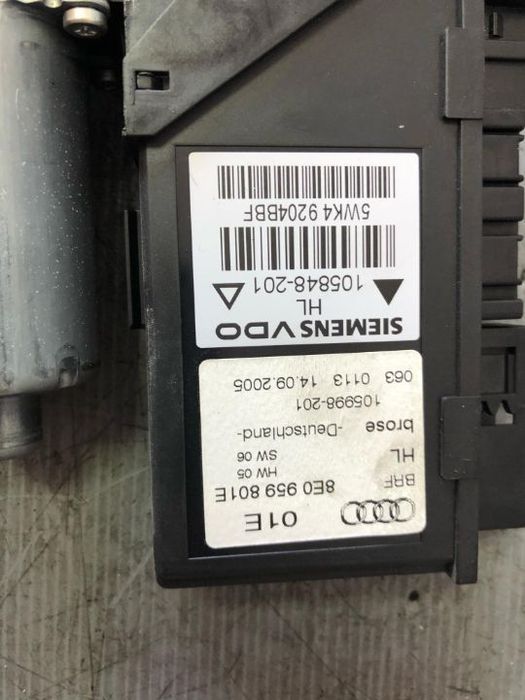 01E
8E0 959 801E
BRF HW 05
HL SW 06
brose -Deutschland-
105998-201
063 0113 14.09.2005
SIEMENS VDO
HL
105848-201
5WK4 9204BBF